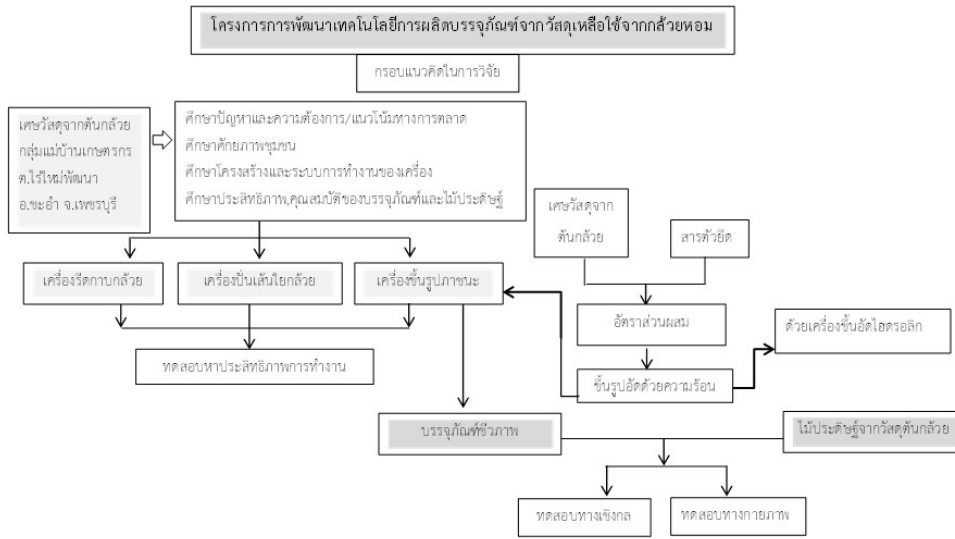 โครงการการพัฒนาเทคโนโลยีการผลิตบรรจุภัณฑ์จากวัสดุเหลือใช้จากกล้วยหอม
กรอบแนวคิดในการวิจัย
เศษวัสดุจากต้นกล้วย
กลุ่มแม่บ้านเกษตรกร
ต.ไร่ใหม่พัฒนา
อ.ชะอำ จ.เพชรบุรี
ศึกษาปัญหาและความต้องการ/แนวโน้มทางการตลาด
ศึกษาศักยภาพชุมชน
ศึกษาโครงสร้างและระบบการทำงานของเครื่อง
ศึกษาประสิทธิภาพ,คุณสมบัติของบรรจุภัณฑ์และไม้ประดิษฐ์
เศษวัสดุจาก
ต้นกล้วย
สารตัวยึด
เครื่องรีดกาบกล้วย
เครื่องปั่นเส้นใยกล้วย
เครื่องขึ้นรูปภาชนะ
อัตราส่วนผสม
ด้วยเครื่องขึ้นอัดไฮดรอลิก
ทดสอบหาประสิทธิภาพการทำงาน
ขึ้นรูปอัดด้วยความร้อน
บรรจุภัณฑ์ชีวภาพ
ไม้ประดิษฐ์จากวัสดุต้นกล้วย
ทดสอบทางเชิงกล
ทดสอบทางกายภาพ